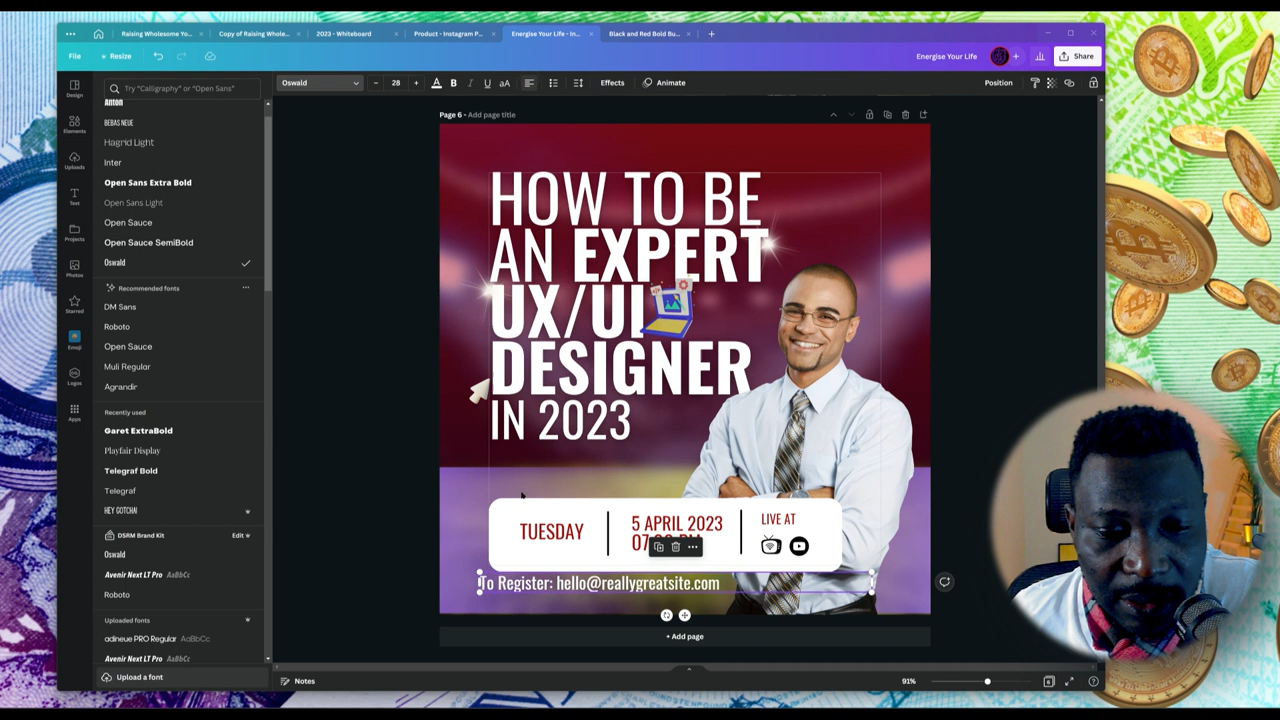 Raising Wholesome Yo...
Copy of Raising Whole...
2023 - Whiteboard
Product - Instagram P...
Energise Your Life - In...
Black and Red Bold Bu...
File
Resize
Energise Your Life
Share
Try "Calligraphy" or "Open Sans"
Oswald
28
B
I
U
aA
Effects
Animate
Position
Design
Elements
Uploads
Text
Projects
Photos
Starred
Emoji
Logos
Apps
Anton
BEBAS NEUE
Hagrid Light
Inter
Open Sans Extra Bold
Open Sans Light
Open Sauce
Open Sauce SemiBold
Oswald
Recommended fonts
DM Sans
Roboto
Open Sauce
Muli Regular
Agrandir
Recently used
Garet ExtraBold
Playfair Display
Telegraf Bold
Telegraf
HEY GOTCHA!
DSRM Brand Kit
Edit
Oswald
Avenir Next LT Pro AaBbCc
Roboto
Uploaded fonts
adineue PRO Regular AaBbCc
Avenir Next LT Pro AaBbCc
Upload a font
Page 6 - Add page title
HOW TO BE
AN EXPERT
UX/UI
DESIGNER
IN 2023
TUESDAY
5 APRIL 2023
LIVE AT
To Register: hello@reallygreatsite.com
+ Add page
Notes
91%